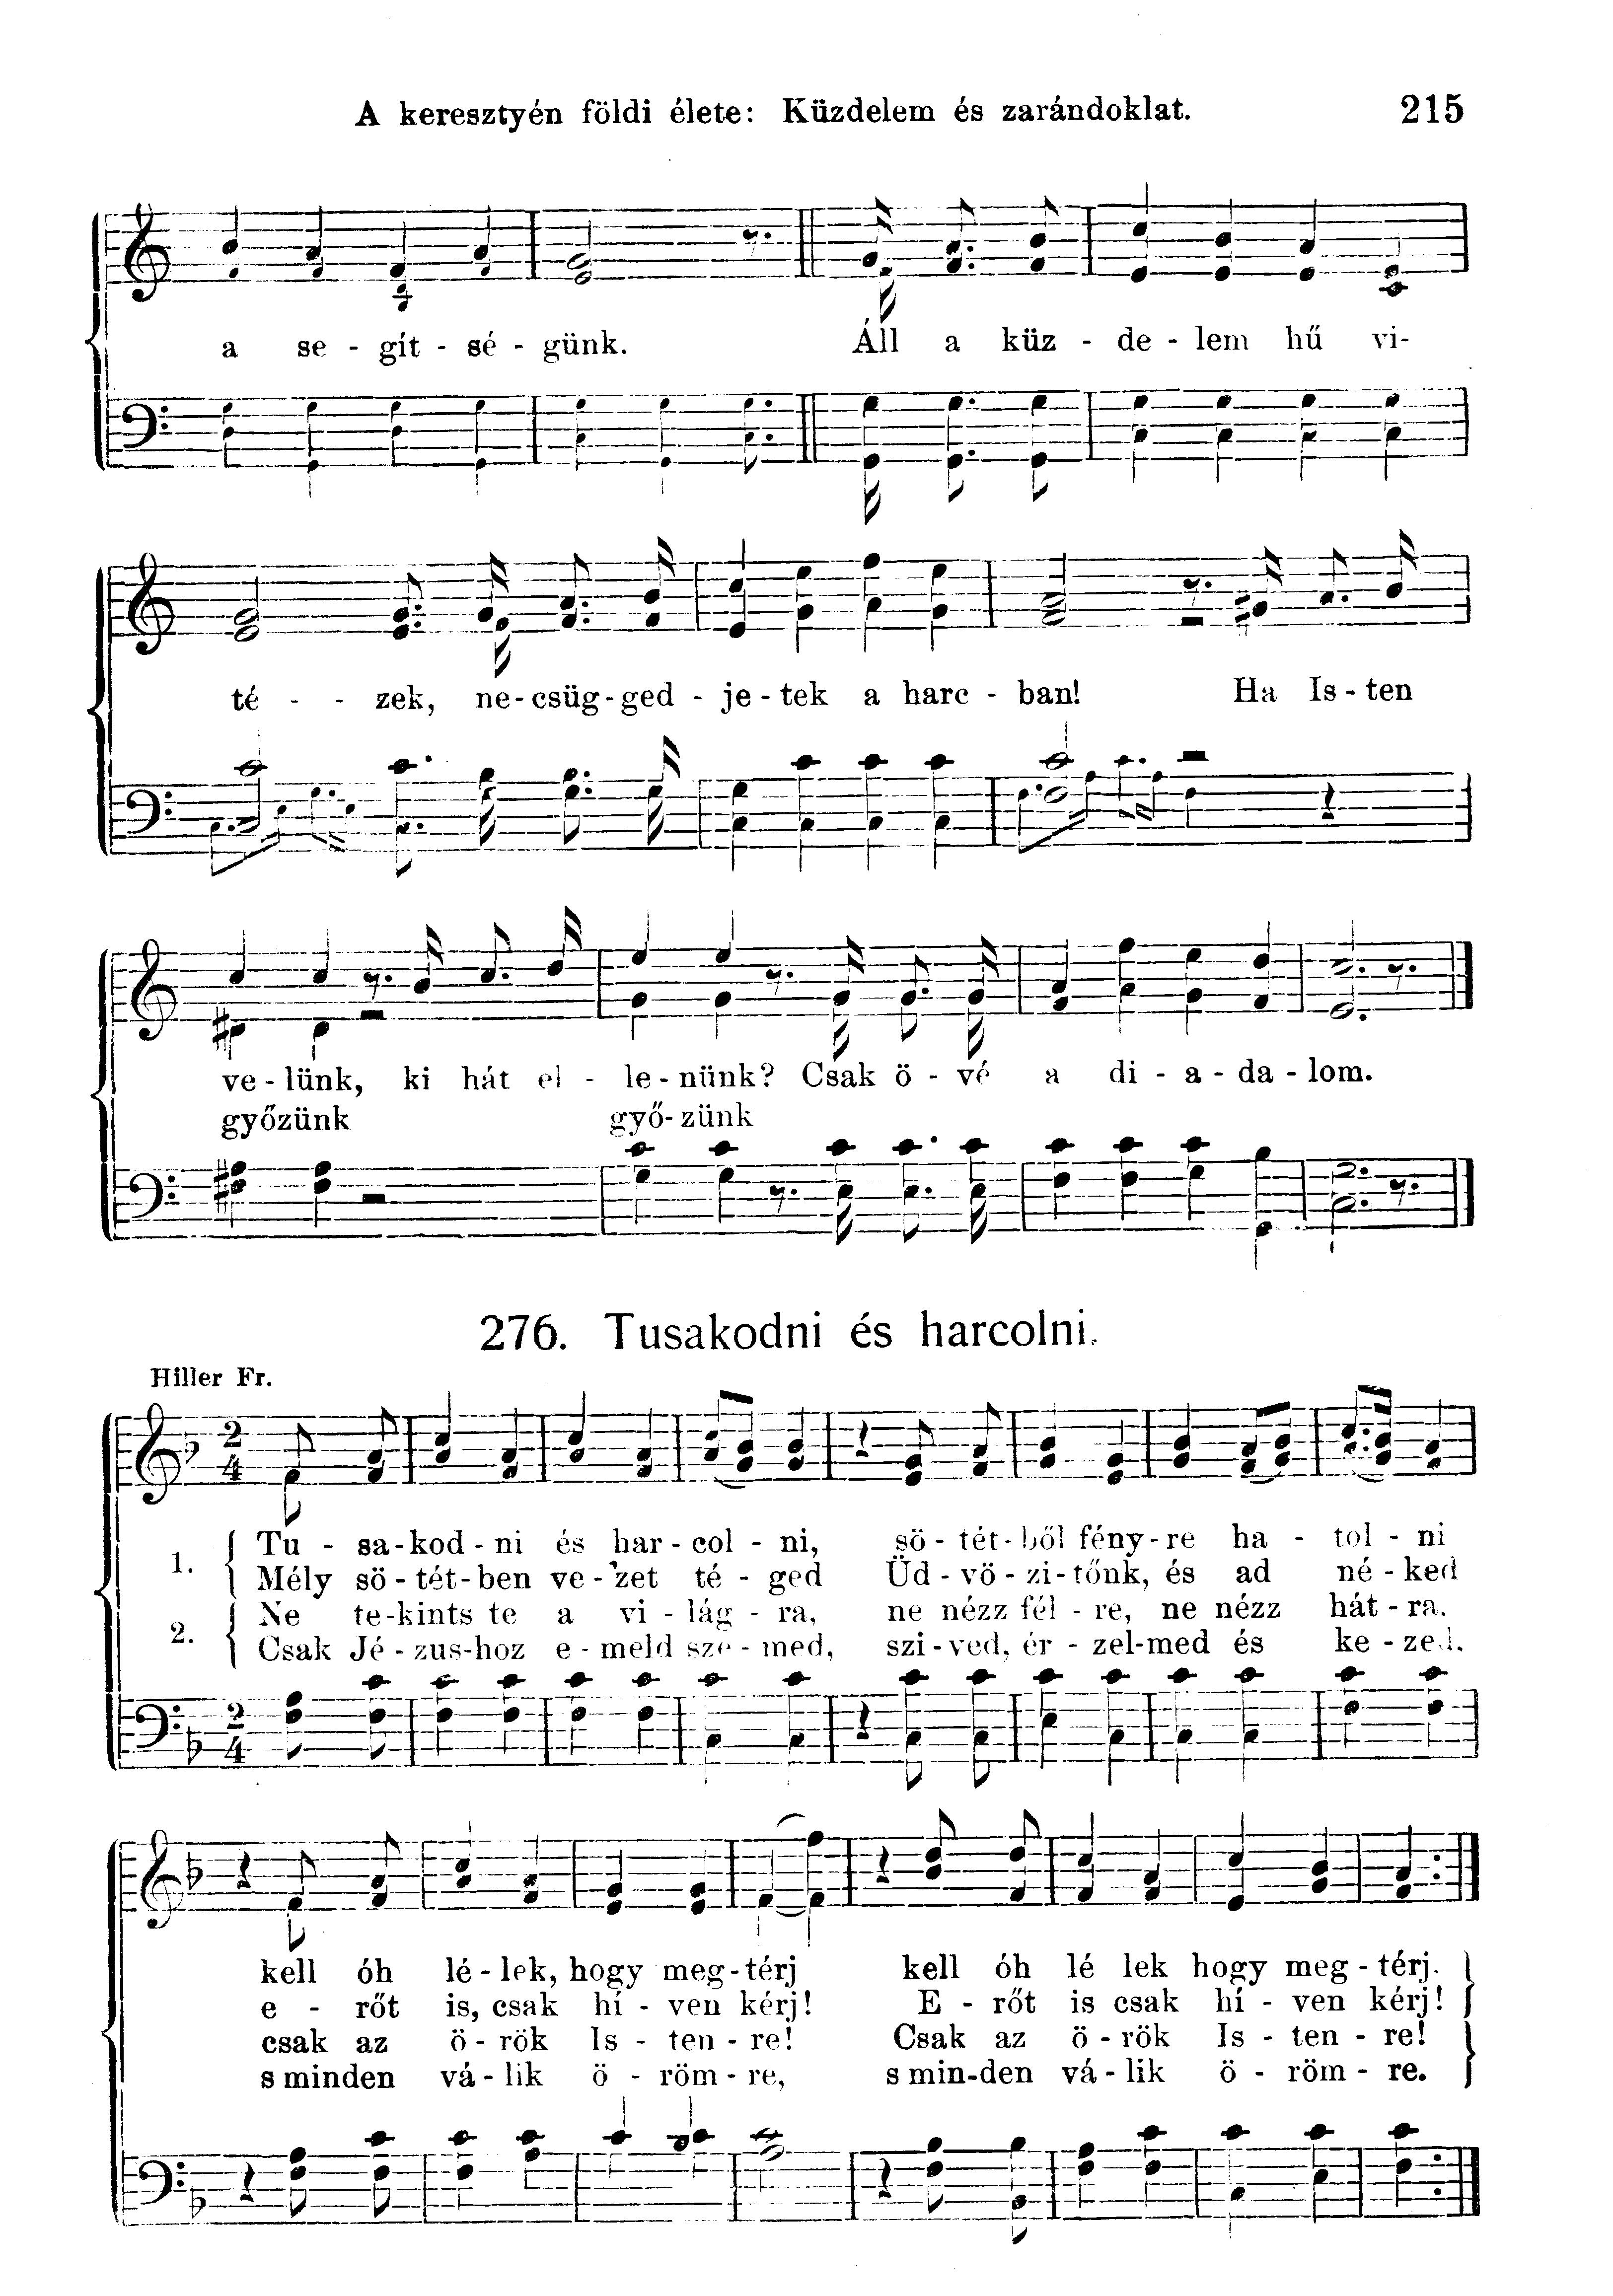 A keresztyén földi élete: Küzdelem és zarándoklat. 215
a se - gít - sé - günk. Áll a küz - de - lem hű vi-
té - - zek, ne-csüg-ged - je - tek a harc - ban! Ha Is - ten
ve - lünk, ki hát el - le - nünk? Csak ö - vé a di - a - da - lom.
győzünk győ- zünk
276. Tusakodni és harcolni.
Hiller Fr.
2/4
1. Tu - sa-kod - ni és har - col - ni, sö - tét- ből fény - re ha - tol - ni
Mély sö - tét-ben ve - zet té - ged Üd - vö - zi - tőnk, és ad né - ked
2. Ne te-kints te a vi - lág - ra, ne nézz fél - re, ne nézz hát - ra.
Csak Jé - zus-hoz e - meld sze - med, szi - ved, ér - zel-med és ke - zed.
2/4
kell óh lé - lek, hogy meg - térj kell óh lé lek hogy meg - térj.
e - rőt is, csak hí - ven kérj! E - rőt is csak hí - ven kérj!
csak az ö - rök Is - ten - re! Csak az ö - rök Is - ten - re!
s minden vá - lik ö - röm - re, s min-den vá - lik ö - röm - re.